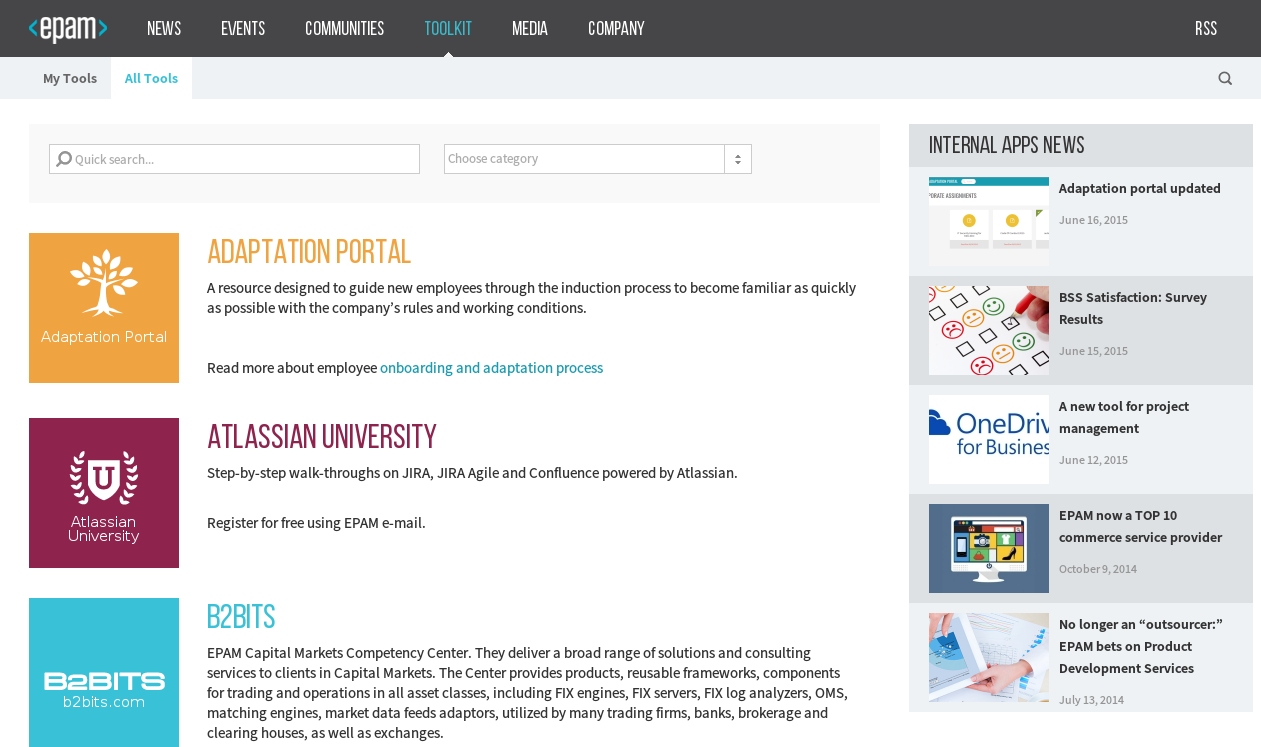 <epam>
NEWS
EVENTS
COMMUNITIES
TOOLKIT
MEDIA
COMPANY
RSS
My Tools
All Tools
Quick search...
Choose category
Adaptation Portal
ADAPTATION PORTAL
A resource designed to guide new employees through the induction process to become familiar as quickly
as possible with the company’s rules and working conditions.
Read more about employee onboarding and adaptation process
U
Atlassian
University
ATLASSIAN UNIVERSITY
Step-by-step walk-throughs on JIRA, JIRA Agile and Confluence powered by Atlassian.
Register for free using EPAM e-mail.
B2BITS
b2bits.com
B2BITS
EPAM Capital Markets Competency Center. They deliver a broad range of solutions and consulting
services to clients in Capital Markets. The Center provides products, reusable frameworks, components
for trading and operations in all asset classes, including FIX engines, FIX servers, FIX log analyzers, OMS,
matching engines, market data feeds adaptors, utilized by many trading firms, banks, brokerage and
clearing houses, as well as exchanges.
INTERNAL APPS NEWS
ADAPTATION PORTAL
PORATE ASSIGNMENTS
Adaptation portal updated
June 16, 2015
BSS Satisfaction: Survey
Results
June 15, 2015
OneDriv
for Business
A new tool for project
management
June 12, 2015
EPAM now a TOP 10
commerce service provider
October 9, 2014
No longer an “outsourcer:”
EPAM bets on Product
Development Services
July 13, 2014